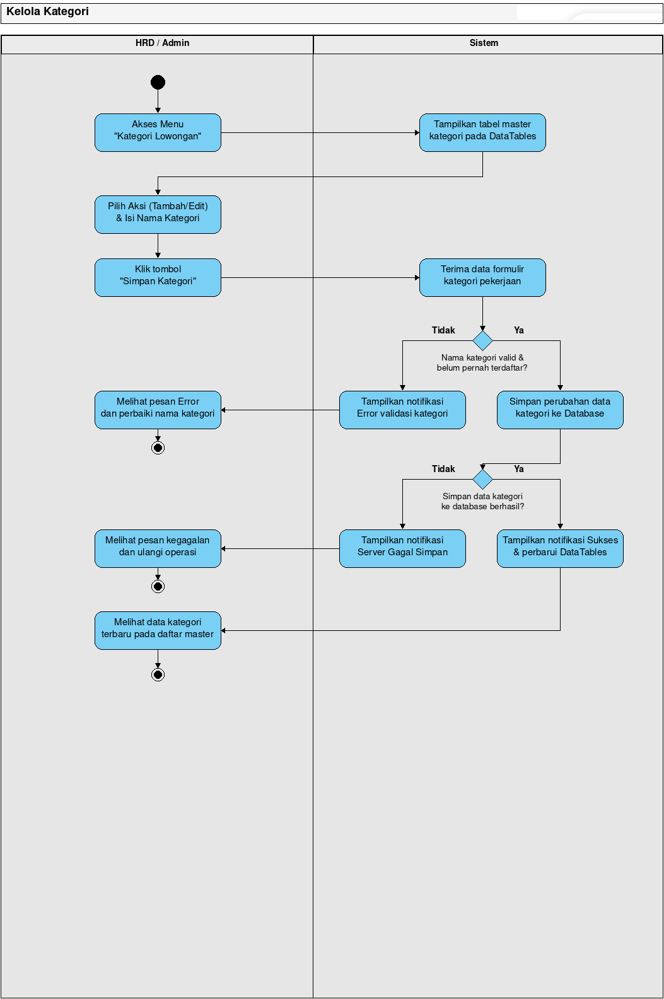 Kelola Kategori
HRD / Admin
Sistem
Akses Menu
"Kategori Lowongan"
Tampilkan tabel master
kategori pada DataTables
Pilih Aksi (Tambah/Edit)
& Isi Nama Kategori
Klik tombol
"Simpan Kategori"
Terima data formulir
kategori pekerjaan
Tidak
Ya
Nama kategori valid &
belum pernah terdaftar?
Melihat pesan Error
dan perbaiki nama kategori
Tampilkan notifikasi
Error validasi kategori
Simpan perubahan data
kategori ke Database
Tidak
Ya
Simpan data kategori
ke database berhasil?
Melihat pesan kegagalan
dan ulangi operasi
Tampilkan notifikasi
Server Gagal Simpan
Tampilkan notifikasi Sukses
& perbarui DataTables
Melihat data kategori
terbaru pada daftar master